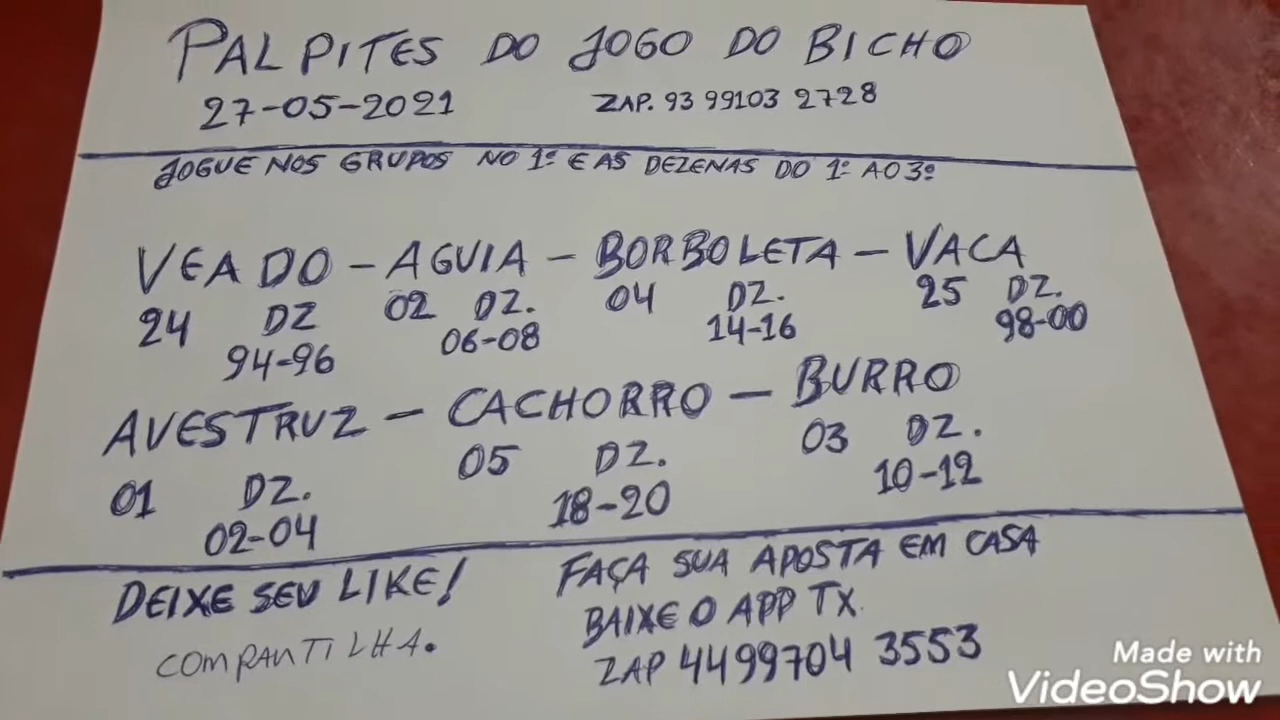 PALPITES DO JOGO DO BICHO
27-05-2021 ZAP. 93 99103 2728
JOGUE NOS GRUPOS NO 1º E AS DEZENAS DO 1º AO 3º
VEADO - AGUIA - BORBOLETA - VACA
24 DZ 02 DZ. 04 DZ. 25 DZ.
94-96 06-08 14-16 98-00
AVESTRUZ - CACHORRO - BURRO
01 DZ. 05 DZ. 03 DZ.
02-04 18-20 10-12
DEIXE SEU LIKE! FAÇA SUA APOSTA EM CASA
COMPARTILHA. BAIXE O APP TX.
ZAP 4499704 3553
Made with
VideoShow